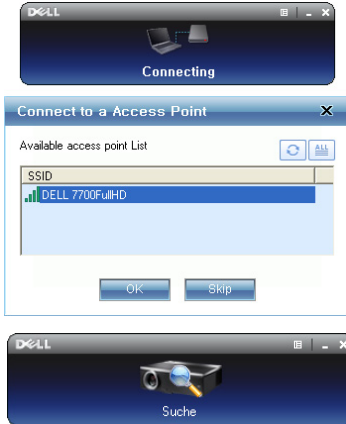 DELL
Connecting
Connect to a Access Point
Available access point List
ALL
SSID
DELL 7700FullHD
OK
Skip
DELL
Suche